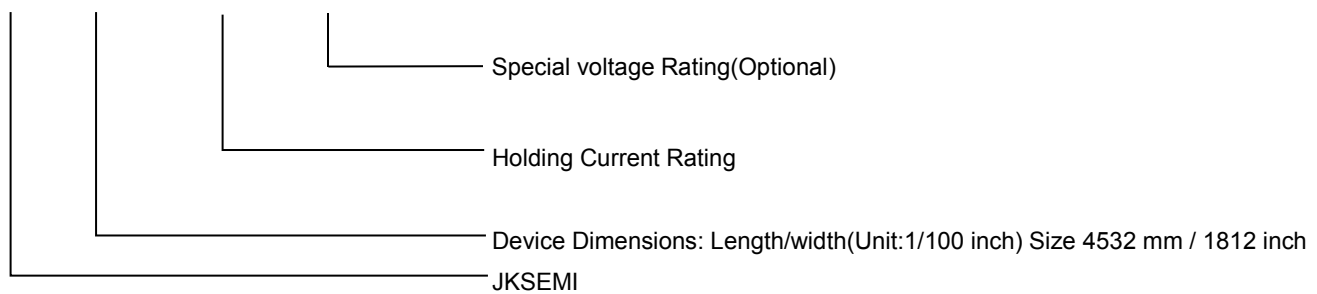 Special voltage Rating(Optional)
Holding Current Rating
Device Dimensions: Length/width(Unit:1/100 inch) Size 4532 mm / 1812 inch
JKSEMI